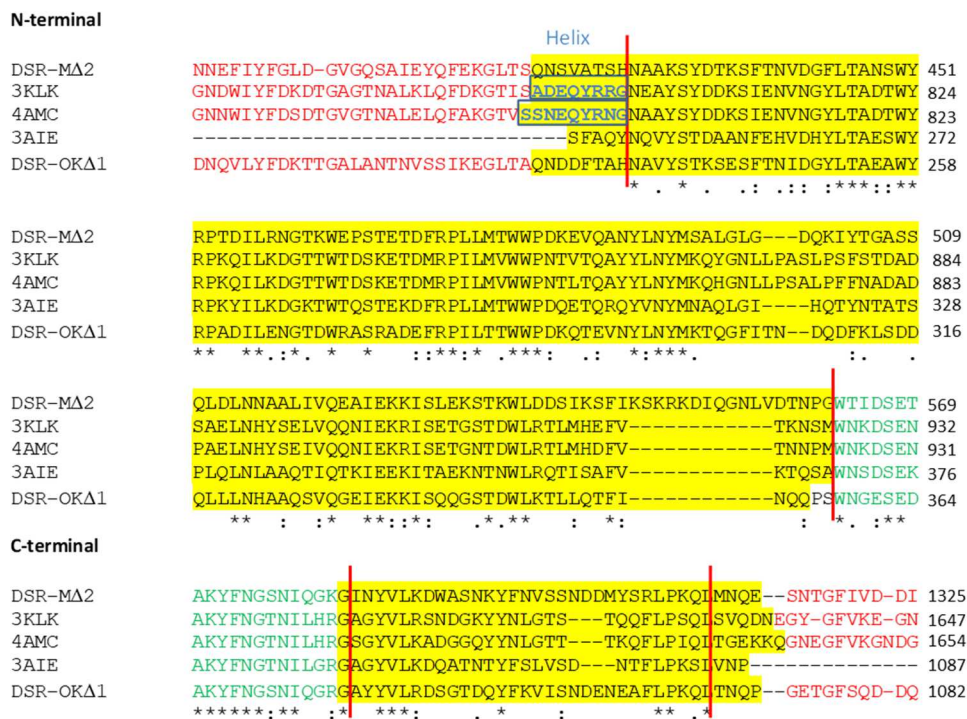 N-terminal
Helix
DSR-MΔ2 NNEFIYFGLD-GVGQSAIEYQFEKGLTSQNSVATSHNAAKSYDTKSFTNVDGFLTANSWY 451
3KLK GNDWIYFDKDTGAGTNALKLQFDKGTISADEQYRRGNEAYSYDDKSIENVNGYLTADTWY 824
4AMC GNNWIYFDSDTGVGTNALELQFAKGTVSSNEQYRNGNAAYSYDDKSIENVNGYLTADTWY 823
3AIE -------------------------------SFAQYNQVYSTDAANFEHVDHYLTAESWY 272
DSR-OKΔ1 DNQVLYFDKTTGALANTNVSSIKEGLTAQNDDFTAHNAVYSTKSESFTNIDGYLTAEAWY 258
* . * . . .: :: :***::**
DSR-MΔ2 RPTDILRNGTKWEPSTETDFRPLLMTWWPDKEVQANYLNYMSALGLG---DQKIYTGASS 509
3KLK RPKQILKDGTTWTDSKETDMRPILMVWWPNTVTQAYYLNYMKQYGNLLPASLPSFSTDAD 884
4AMC RPKQILKDGTTWTDSKETDMRPILMVWWPNTLTQAYYLNYMKQHGNLLPSALPFFNADAD 883
3AIE RPKYILKDGKTWTQSTEKDFRPLLMTWWPDQETQRQYVNYMNAQLGI----HQTYNTATS 328
DSR-OKΔ1 RPADILENGTDWRASRADEFRPILTTWWPDKQTEVNYLNYMKTQGFITN--DQDFKLSDD 316
** **.:*. * * ::**:* .***: .: *:***. :. .
DSR-MΔ2 QLDLNNAALIVQEAIEKKISLEKSTKWLDDSIKSFIKSKRKDIQGNLVDTNPGWTIDSET 569
3KLK SAELNHYSELVQQNIEKRISETGSTDWLRTLMHEFV------------TKNSMWNKDSEN 932
4AMC PAELNHYSEIVQQNIEKRISETGNTDWLRTLMHDFV------------TNNPMWNKDSEN 931
3AIE PLQLNLAAQTIQTKIEEKITAEKNTNWLRQTISAFV------------KTQSAWNSDSEK 376
DSR-OKΔ1 QLLLNHAAQSVQGEIEKKISQQGSTDWLKTLLQTFI------------NQQPSWNGESED 364
** : :* **::*: .*.** : *: : *. :**
C-terminal
DSR-MΔ2 AKYFNGSNIQGKGINYVLKDWASNKYFNVSSNDDMYSRLPKQLMNQE--SNTGFIVD-DI 1325
3KLK AKYFNGTNILHRGAGYVLRSNDGKYYNLGTS---TQQFLPSQLSVQDNEGY-GFVKE-GN 1647
4AMC AKYFNGTNILHRGSGYVLKADGGQYYNLGTT---TKQFLPIQLTGEKKQGNEGFVKGNDG 1654
3AIE AKYFNGTNILGRGAGYVLKDQATNTYFSLVSD---NTFLPKSLVNP-------------- 1087
DSR-OKΔ1 AKYFNGSNIQGRGAYYVLRDSGTDQYFKVISNDENEAFLPKQLTNQP--GETGFSQD-DQ 1082
******:** :* ***: . * : ** .*